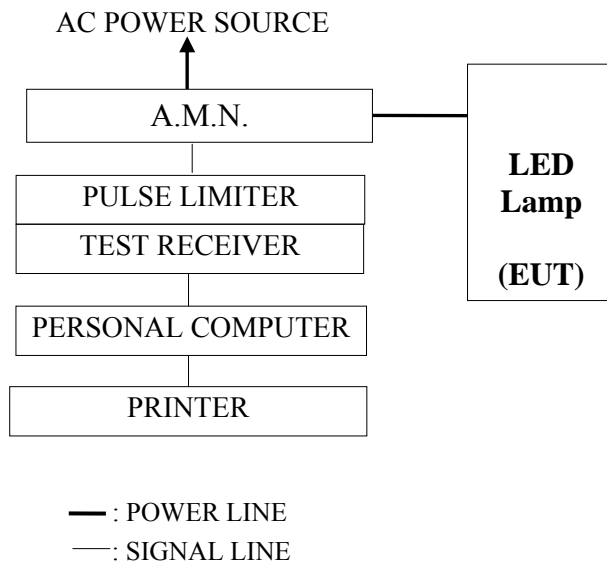 AC POWER SOURCE
A.M.N.
PULSE LIMITER
TEST RECEIVER
PERSONAL COMPUTER
PRINTER
LED
Lamp
(EUT)
: POWER LINE
: SIGNAL LINE